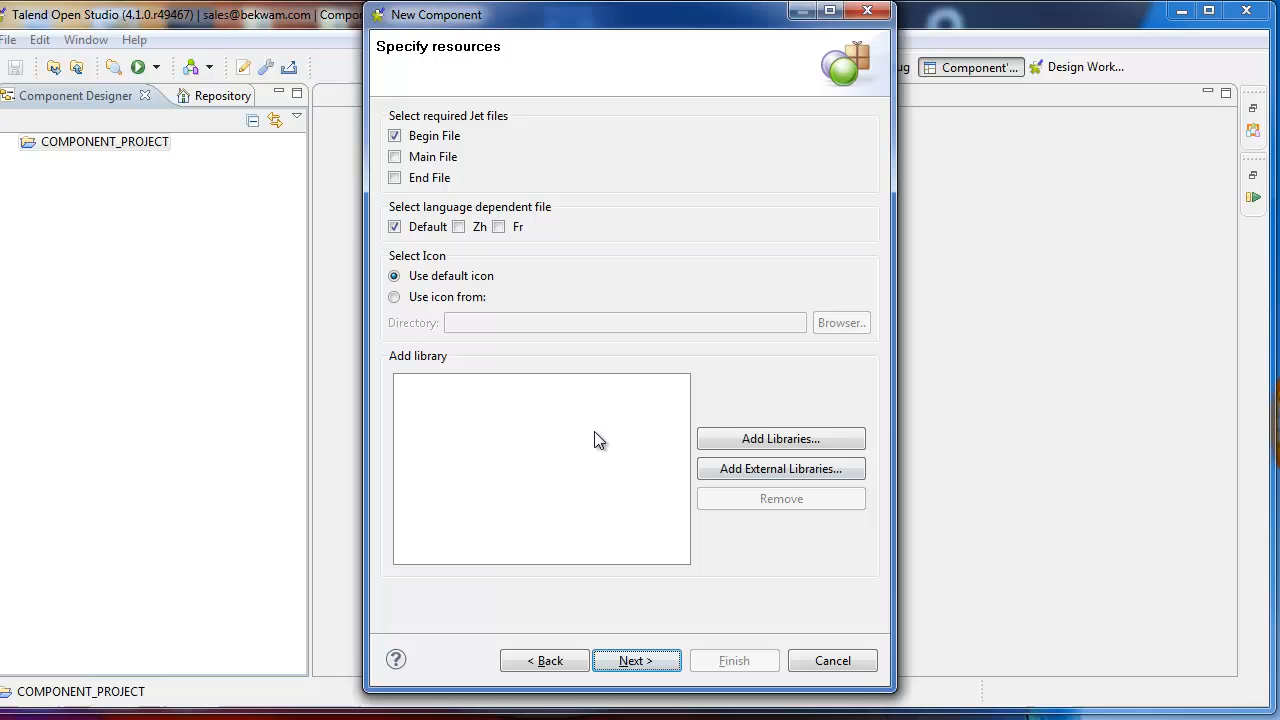 Talend Open Studio (4.1.0.r49467) | sales@bekwam.com | Compon
New Component
File Edit Window Help
Specify resources
ug Component'... Design Work...
Component Designer Repository
COMPONENT_PROJECT
Select required Jet files
Begin File
Main File
End File
Select language dependent file
Default Zh Fr
Select Icon
Use default icon
Use icon from:
Directory: Browser..
Add library
Add Libraries...
Add External Libraries...
Remove
< Back Next > Finish Cancel
COMPONENT_PROJECT